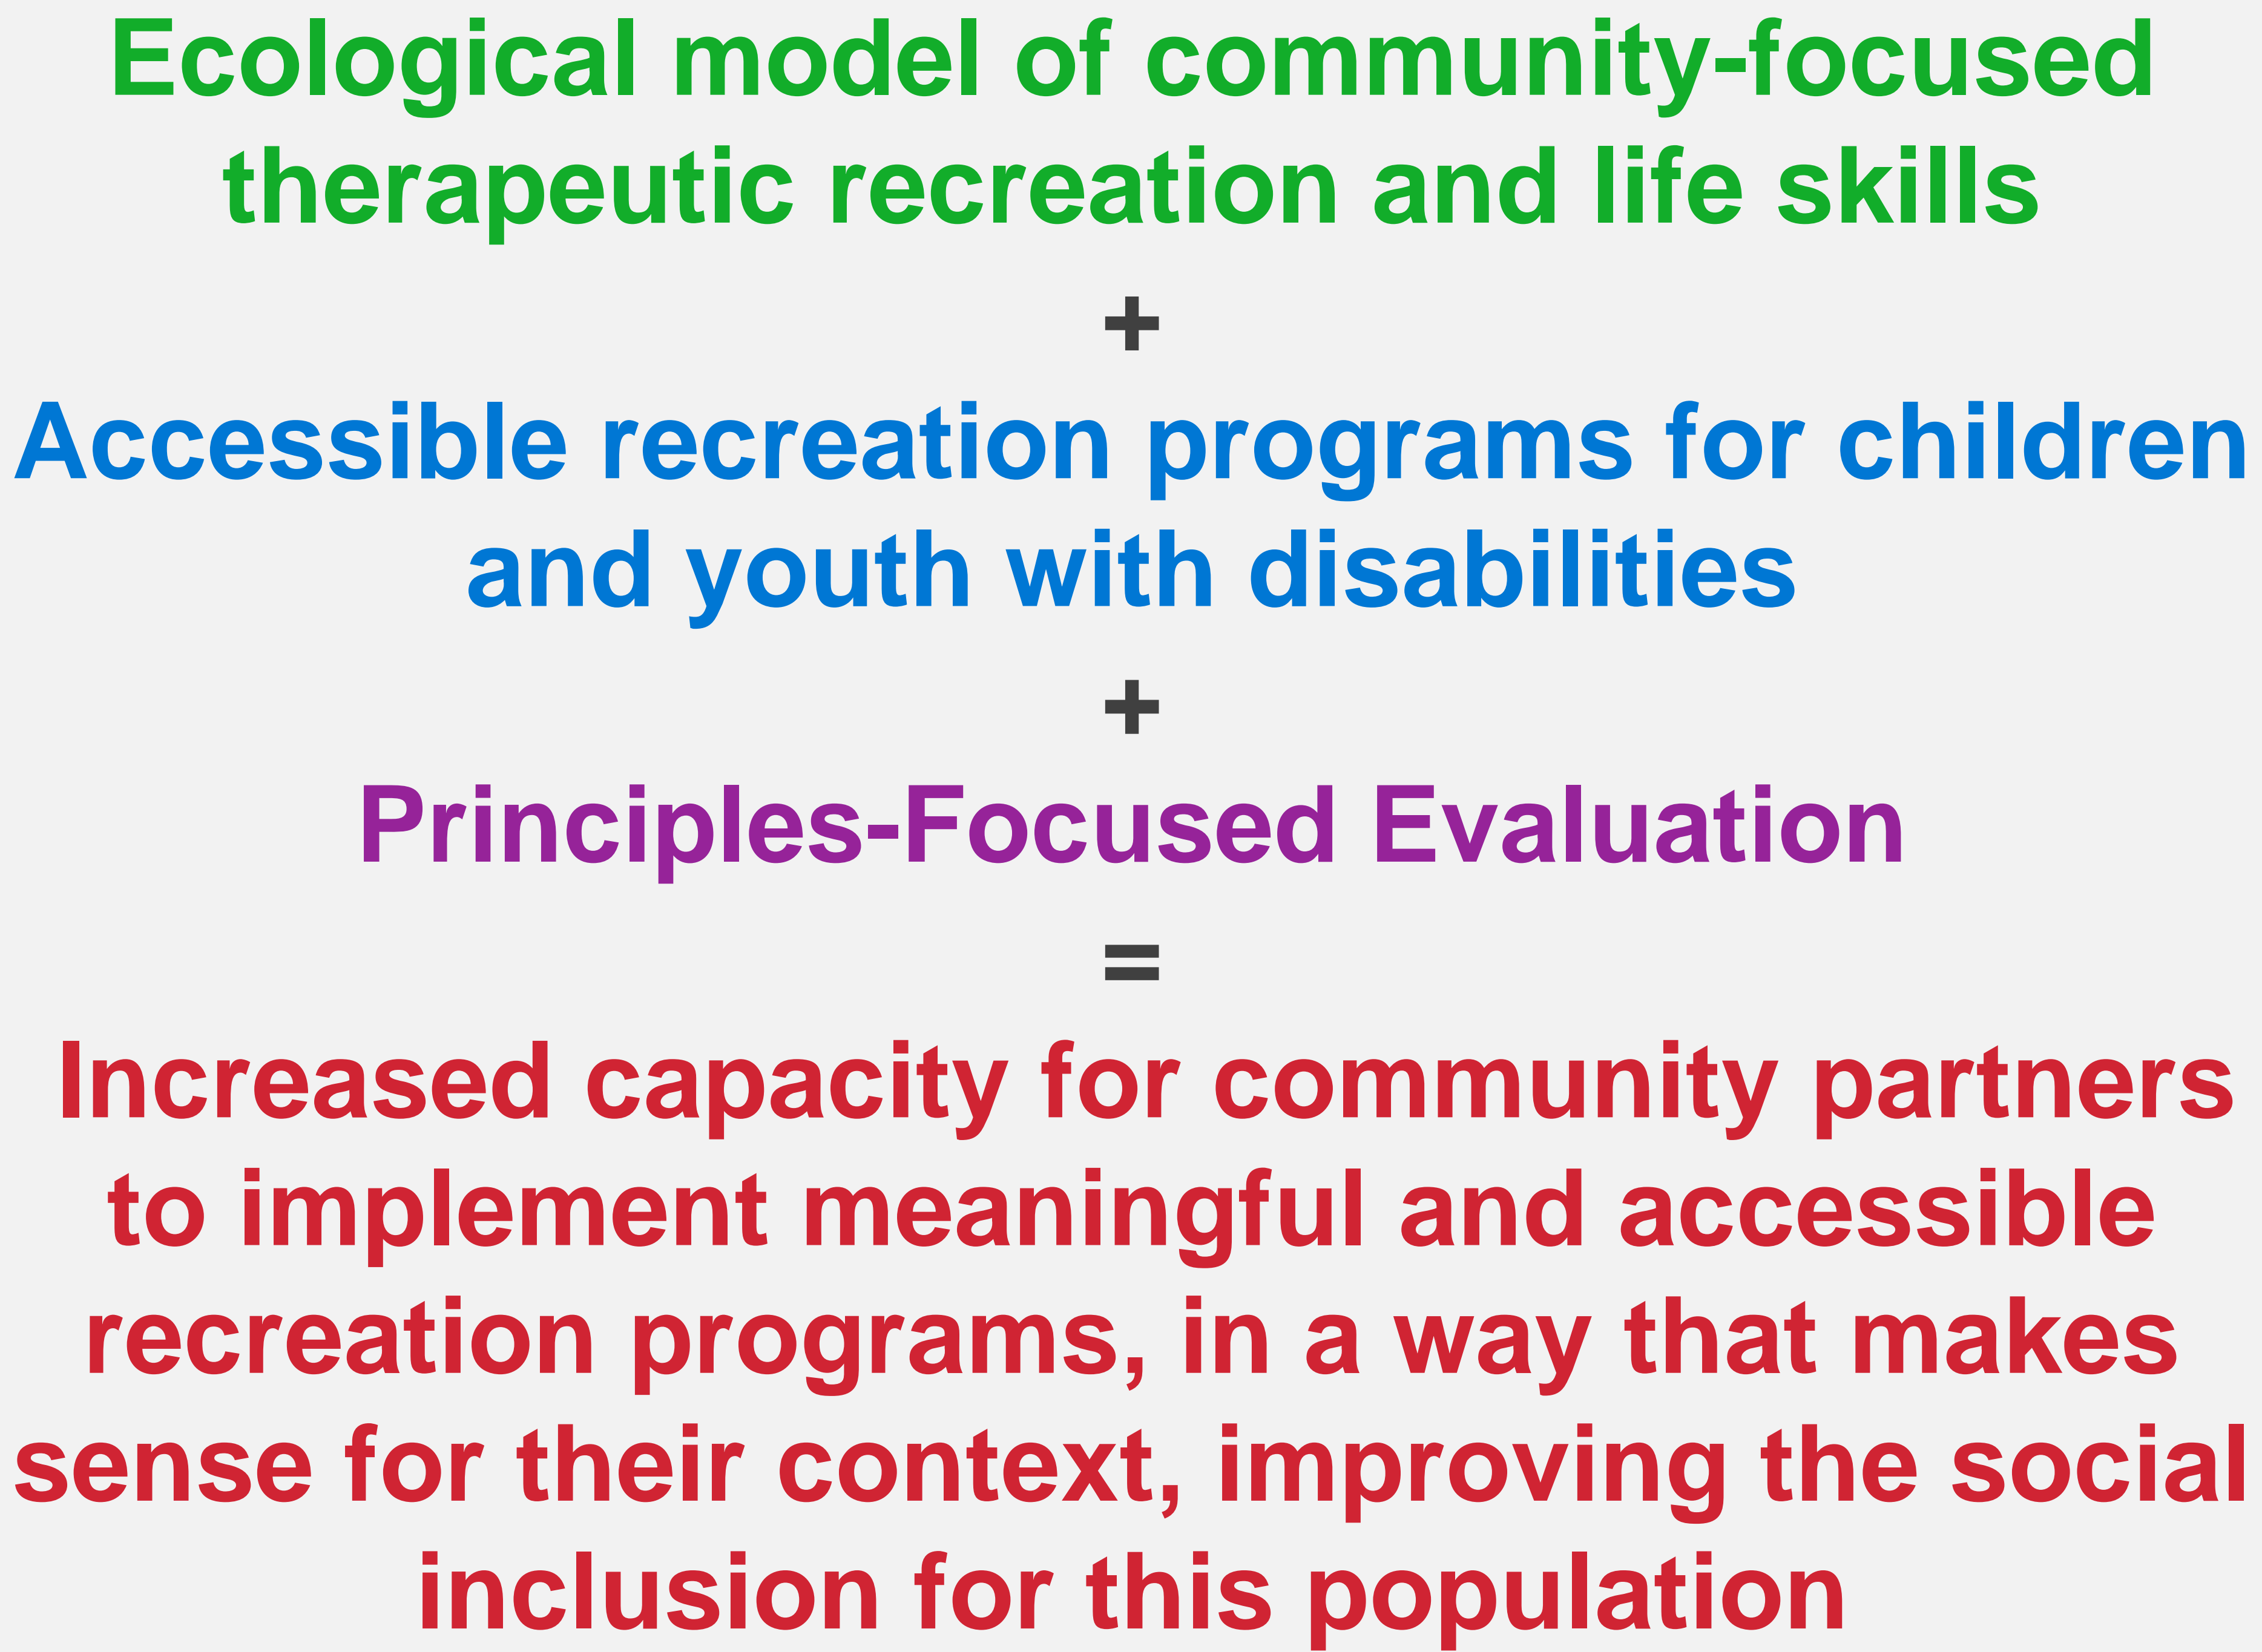 Ecological model of community-focused
therapeutic recreation and life skills
+
Accessible recreation programs for children
and youth with disabilities
+
Principles-Focused Evaluation
=
Increased capacity for community partners
to implement meaningful and accessible
recreation programs, in a way that makes
sense for their context, improving the social
inclusion for this population